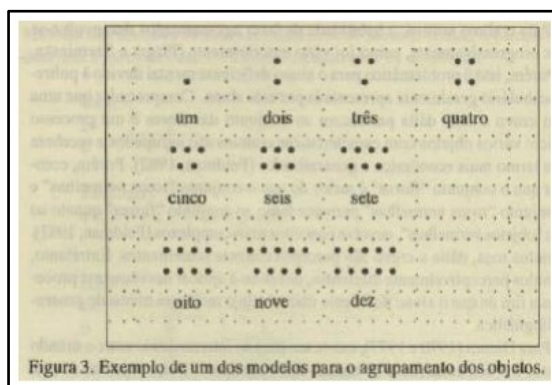 um dois três quatro
cinco seis sete
oito nove dez
Figura 3. Exemplo de um dos modelos para o agrupamento dos objetos.